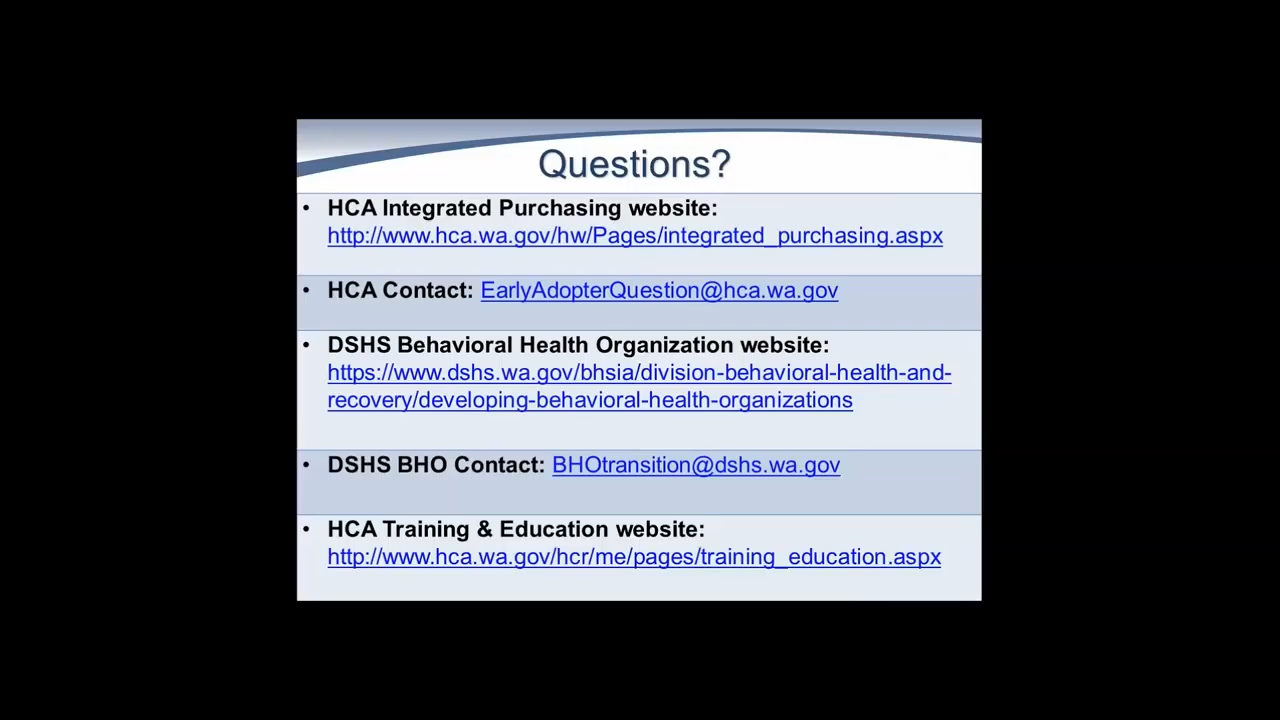 Questions?
• HCA Integrated Purchasing website:
http://www.hca.wa.gov/hw/Pages/integrated_purchasing.aspx
• HCA Contact: EarlyAdopterQuestion@hca.wa.gov
• DSHS Behavioral Health Organization website:
https://www.dshs.wa.gov/bhsia/division-behavioral-health-and-
recovery/developing-behavioral-health-organizations
• DSHS BHO Contact: BHOtransition@dshs.wa.gov
• HCA Training & Education website:
http://www.hca.wa.gov/hcr/me/pages/training_education.aspx